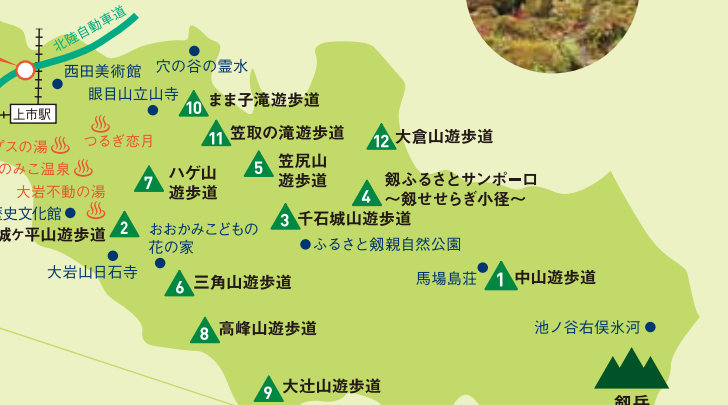 北陸自動車道
西田美術館
穴の谷の霊水
上市駅
眼目山立山寺
10 まま子滝遊歩道
つるぎ恋月
11 笠取の滝遊歩道
12 大倉山遊歩道
プスの湯
のみこ温泉
7 ハゲ山
遊歩道
5 笠尻山
遊歩道
4 剱ふるさとサンポーロ
〜剱せせらぎ小径〜
大岩不動の湯
歴史文化館
2 城ケ平山遊歩道
おおかみこどもの
花の家
3 千石城山遊歩道
ふるさと剱親自然公園
大岩山日石寺
6 三角山遊歩道
馬場島荘
1 中山遊歩道
8 高峰山遊歩道
池ノ谷右俣氷河
9 大辻山遊歩道
剱岳